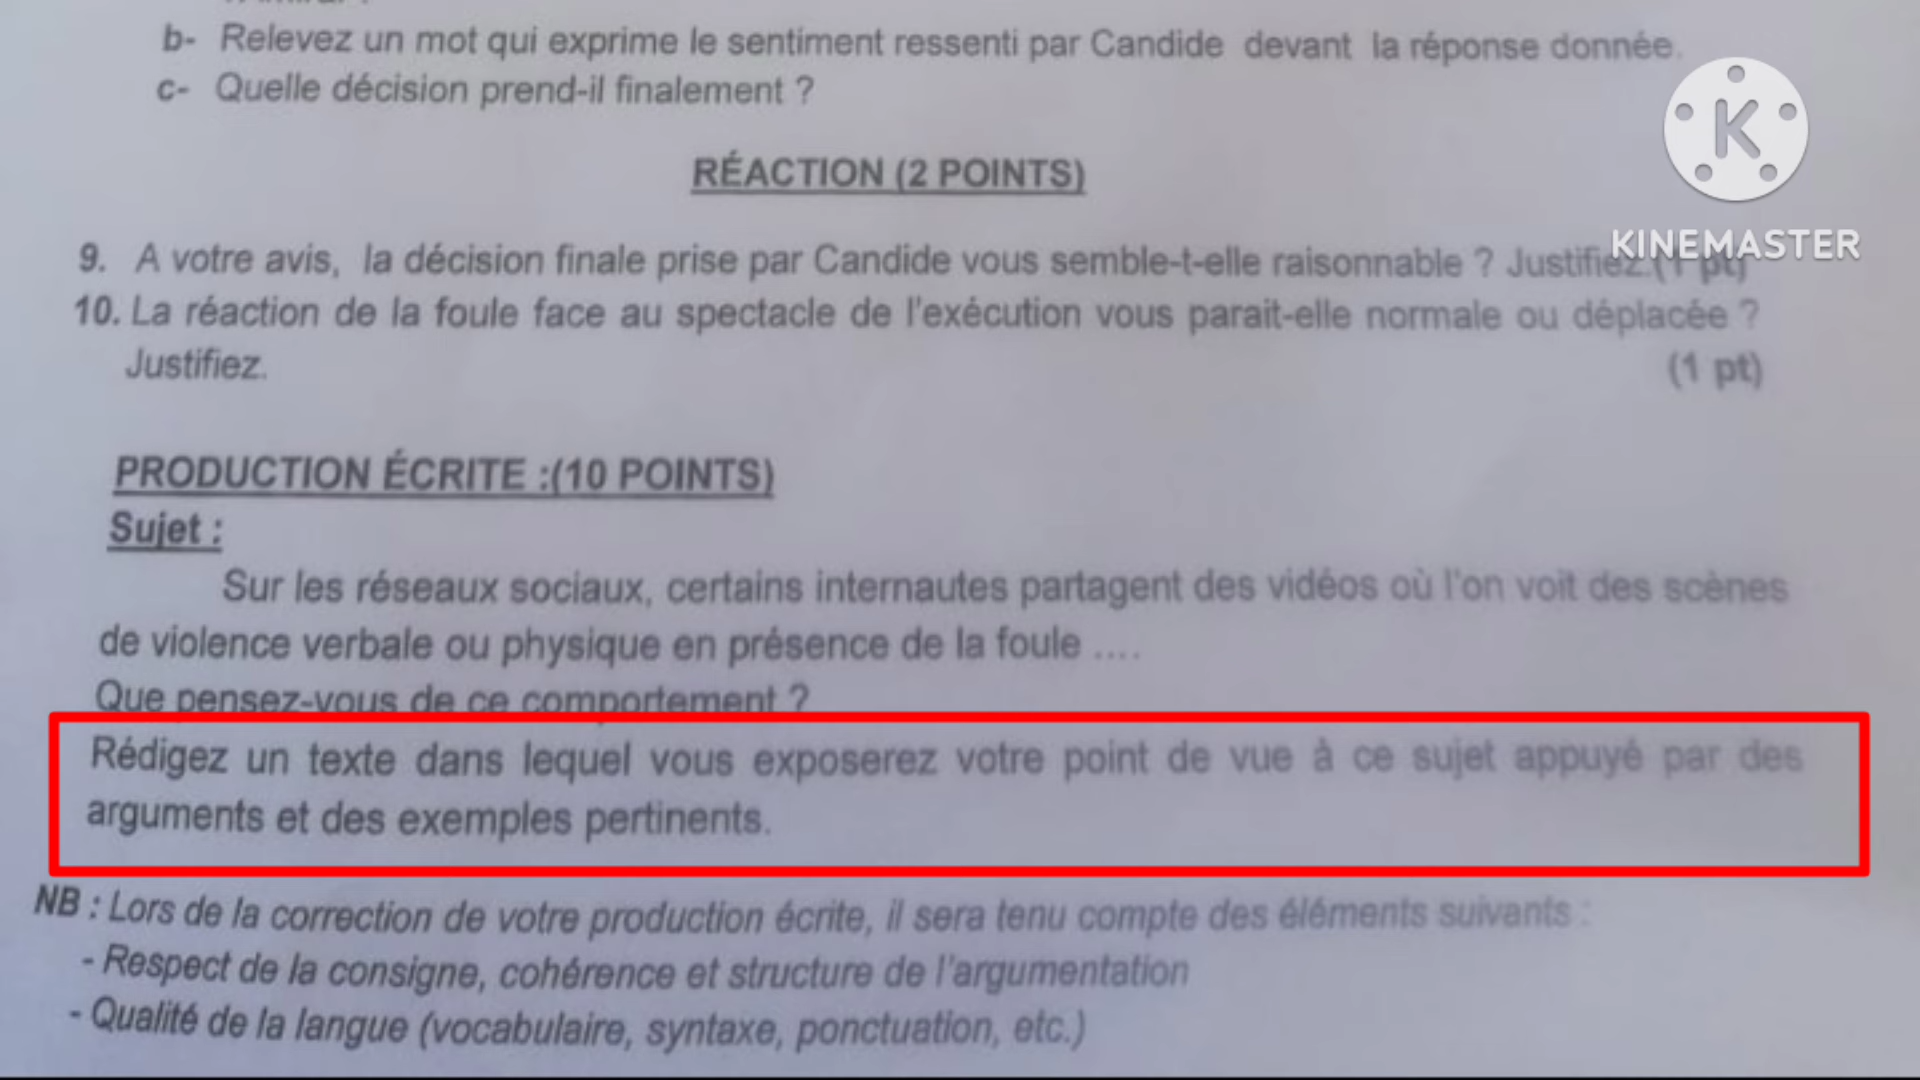 b- Relevez un mot qui exprime le sentiment ressenti par Candide devant la réponse donnée.
c- Quelle décision prend-il finalement ?
RÉACTION (2 POINTS)
K
KINEMASTER
9. A votre avis, la décision finale prise par Candide vous semble-t-elle raisonnable ? Justifiez.(1 pt)
10. La réaction de la foule face au spectacle de l'exécution vous parait-elle normale ou déplacée ?
Justifiez. (1 pt)
PRODUCTION ÉCRITE :(10 POINTS)
Sujet :
Sur les réseaux sociaux, certains internautes partagent des vidéos où l'on voit des scènes
de violence verbale ou physique en présence de la foule ....
Que pensez-vous de ce comportement ?
Rédigez un texte dans lequel vous exposerez votre point de vue à ce sujet appuyé par des
arguments et des exemples pertinents.
NB : Lors de la correction de votre production écrite, il sera tenu compte des éléments suivants :
- Respect de la consigne, cohérence et structure de l'argumentation
- Qualité de la langue (vocabulaire, syntaxe, ponctuation, etc.)